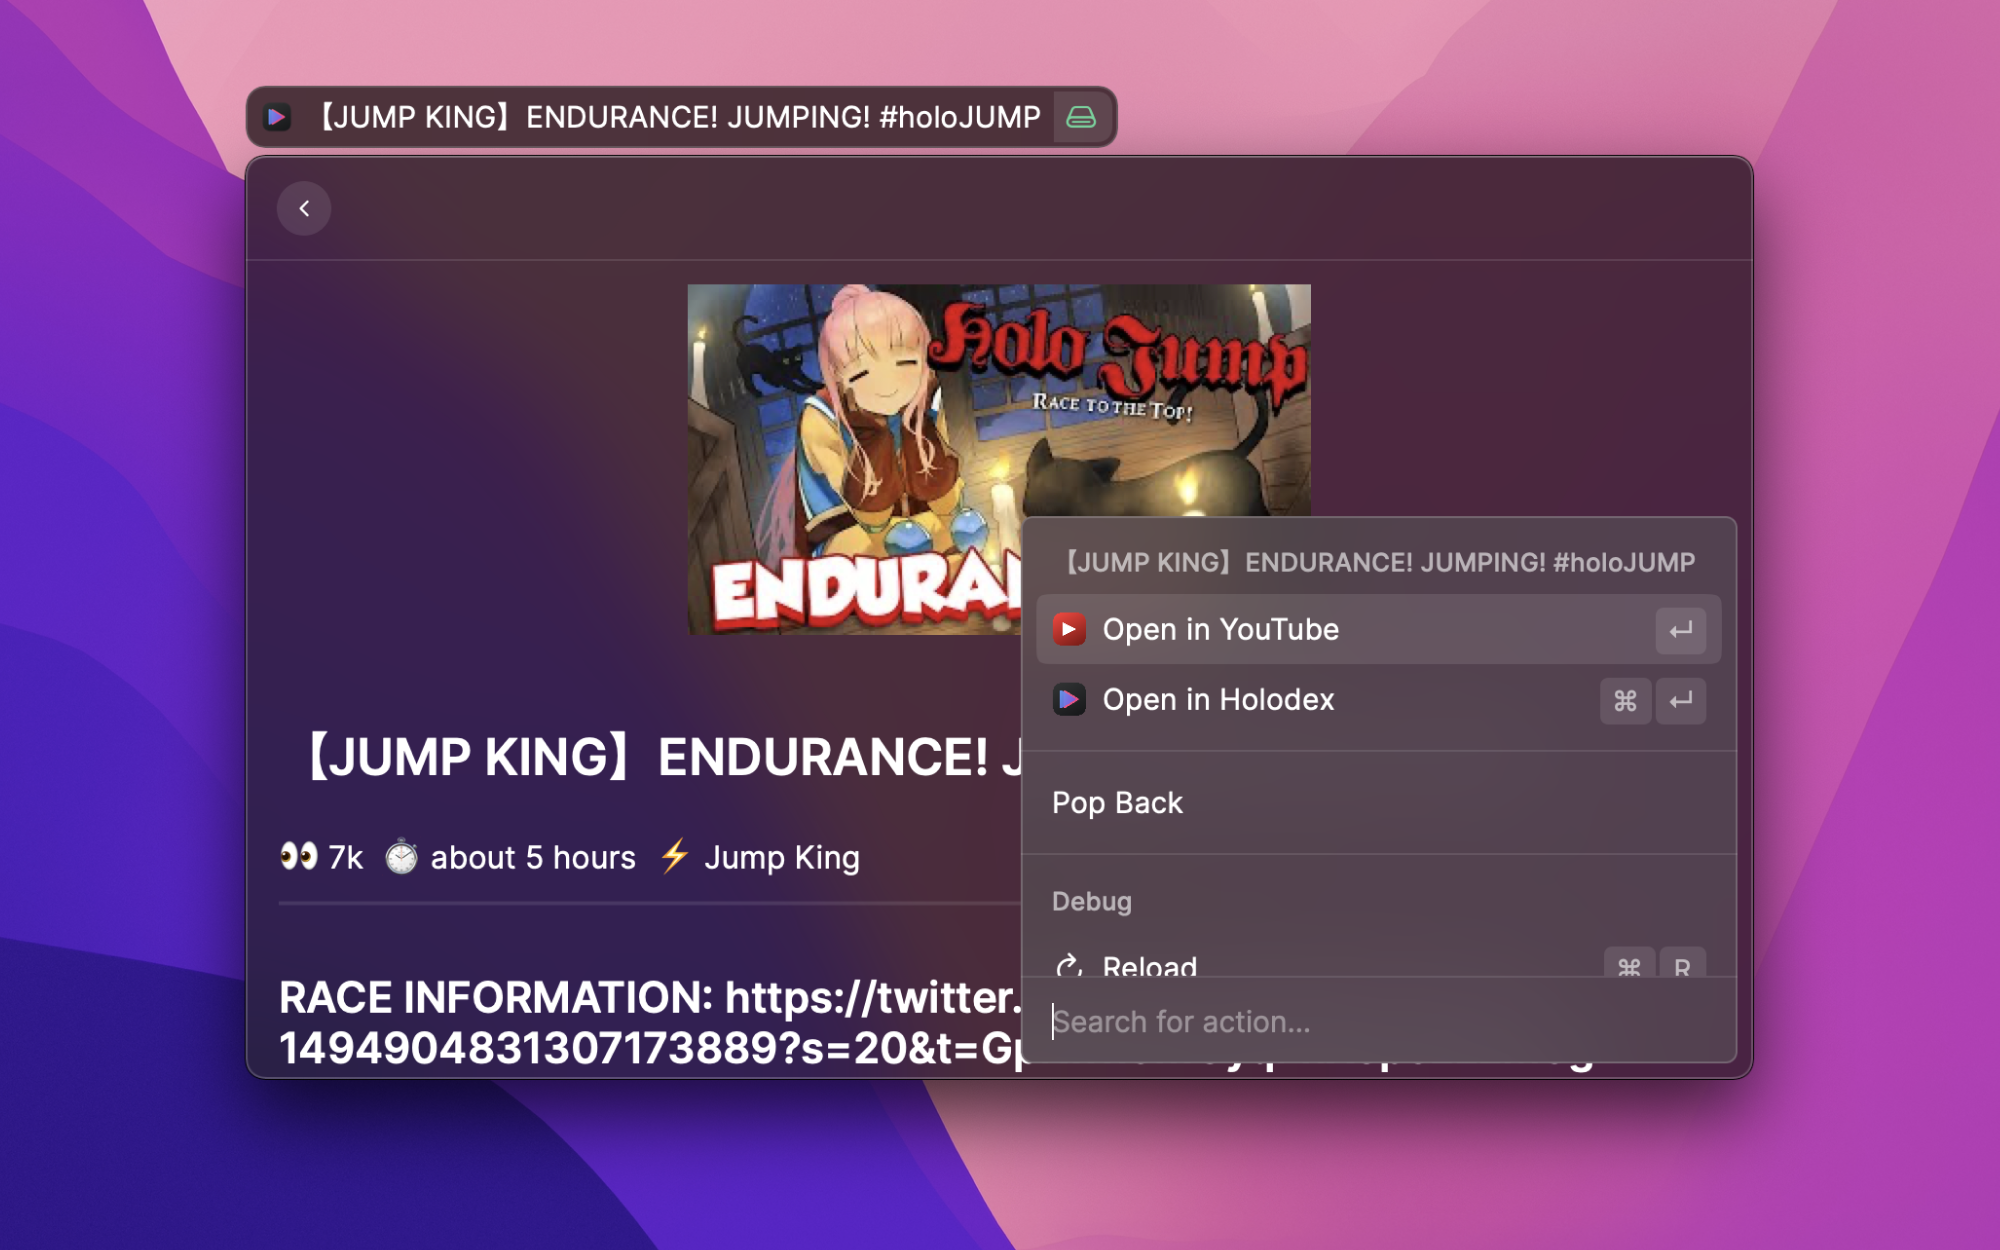 【JUMP KING】ENDURANCE! JUMPING! #holoJUMP
Holo Jump
RACE TO THE TOP!
【JUMP KING】ENDURANCE! JUMPING! #holoJUMP
Open in YouTube
Open in Holodex
⌘
Pop Back
【JUMP KING】ENDURANCE! J
👀 7k ⏱️ about 5 hours ⚡ Jump King
Debug
Reload ⌘ R
RACE INFORMATION: https://twitter.
Search for action...
1494904831307173889?s=20&t=Gp